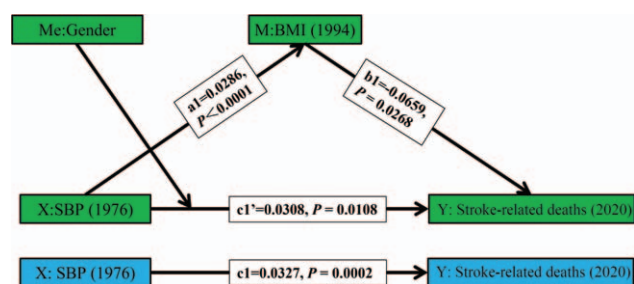 Me:Gender
M:BMI (1994)
a1=0.0286,
P<0.0001
b1=-0.0659,
P = 0.0268
X:SBP (1976)
c1'=0.0308, P = 0.0108
Y: Stroke-related deaths (2020)
X: SBP (1976)
c1=0.0327, P = 0.0002
Y: Stroke-related deaths (2020)